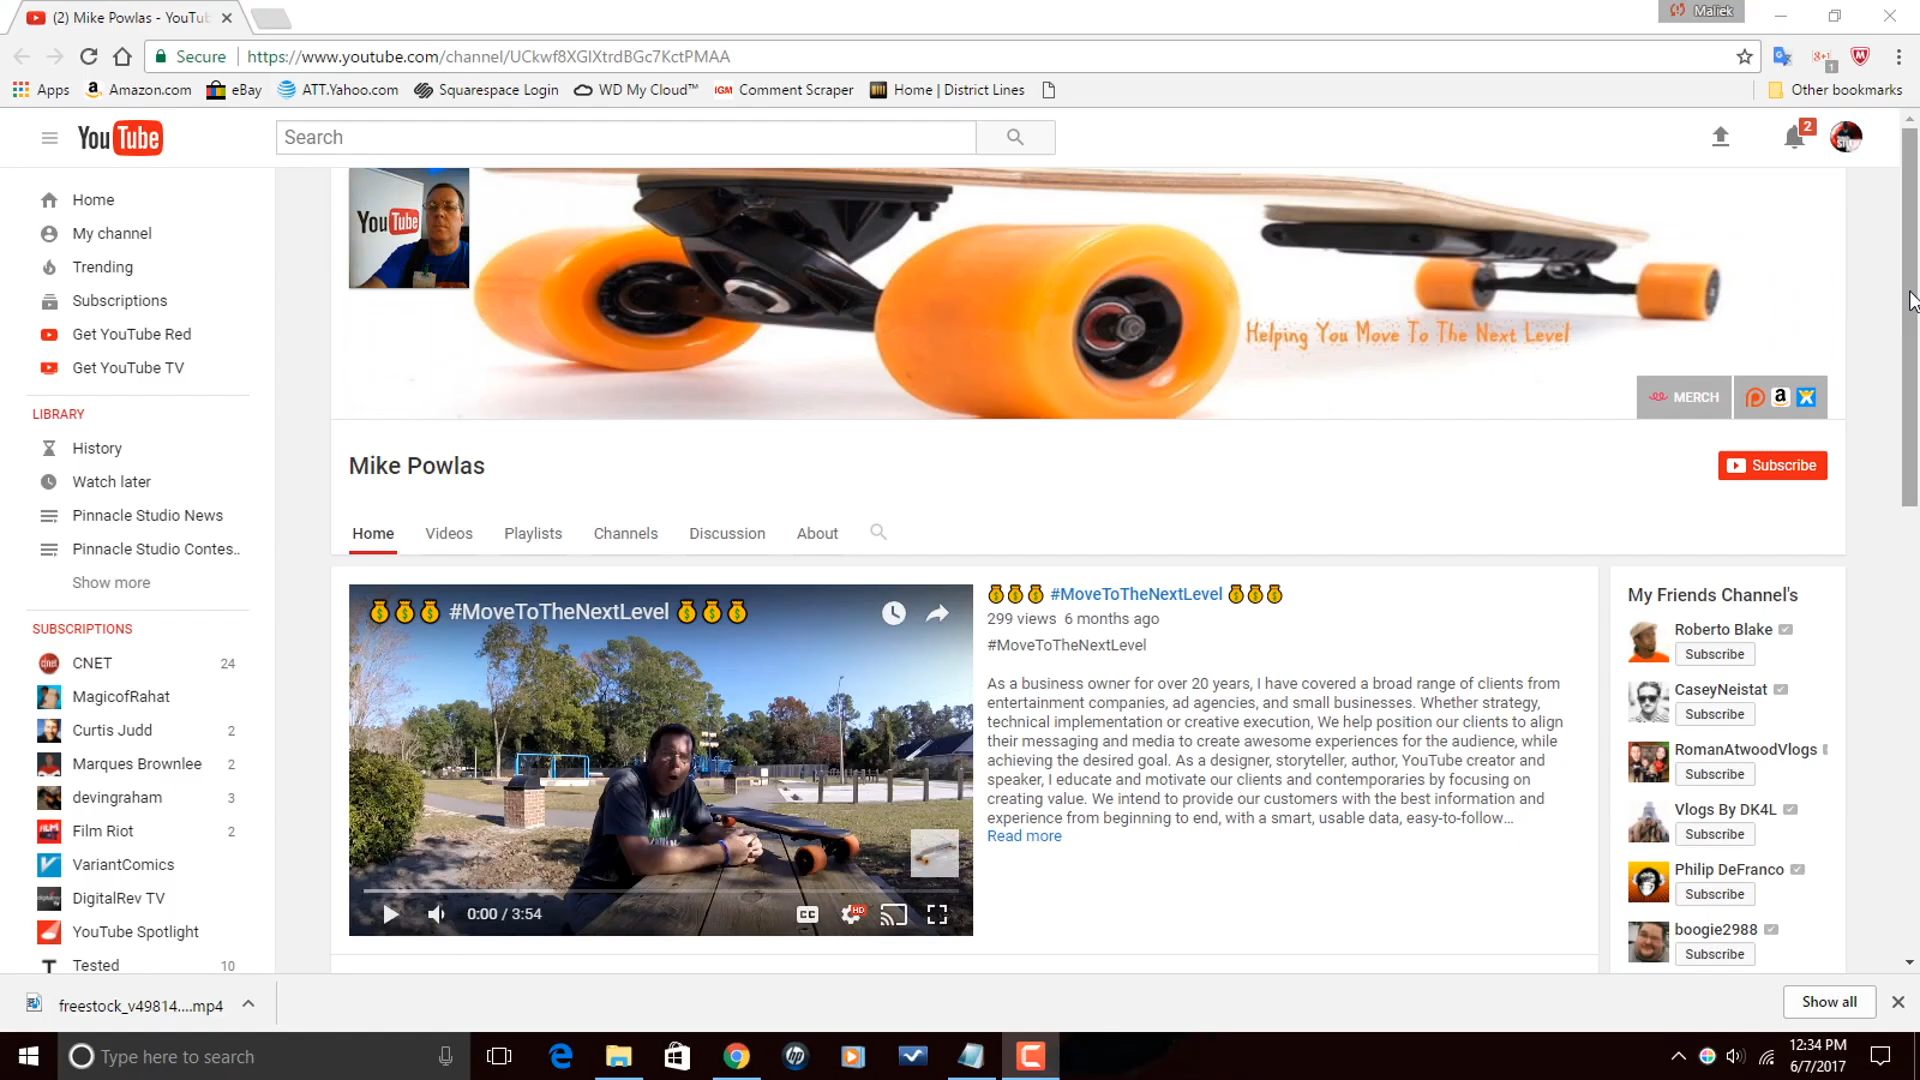 (2) Mike Powlas - YouTu
Maliek
Secure
https://www.youtube.com/channel/UCkwf8XGIXtrdBGc7KctPMAA
Apps
Amazon.com
eBay
ATT.Yahoo.com
Squarespace Login
WD My Cloud™
IGM Comment Scraper
Home | District Lines
Other bookmarks
YouTube
Search
2
Home
My channel
Trending
Subscriptions
Get YouTube Red
Get YouTube TV
LIBRARY
History
Watch later
Pinnacle Studio News
Pinnacle Studio Contes..
Show more
SUBSCRIPTIONS
CNET 24
MagicofRahat
Curtis Judd 2
Marques Brownlee 2
devingraham 3
Film Riot 2
VariantComics
DigitalRev TV
YouTube Spotlight
Tested 10
YouTube
Helping You Move To The Next Level
MERCH
Mike Powlas
Subscribe
Home Videos Playlists Channels Discussion About
#MoveToTheNextLevel
0:00 / 3:54
CC
HD
#MoveToTheNextLevel
299 views 6 months ago
#MoveToTheNextLevel
As a business owner for over 20 years, I have covered a broad range of clients from
entertainment companies, ad agencies, and small businesses. Whether strategy,
technical implementation or creative execution, We help position our clients to align
their messaging and media to create awesome experiences for the audience, while
achieving the desired goal. As a designer, storyteller, author, YouTube creator and
speaker, I educate and motivate our clients and contemporaries by focusing on
creating value. We intend to provide our customers with the best information and
experience from beginning to end, with a smart, usable data, easy-to-follow...
Read more
My Friends Channel's
Roberto Blake
Subscribe
CaseyNeistat
Subscribe
RomanAtwoodVlogs
Subscribe
Vlogs By DK4L
Subscribe
Philip DeFranco
Subscribe
boogie2988
Subscribe
freestock_v49814....mp4
Show all
Type here to search
12:34 PM
6/7/2017